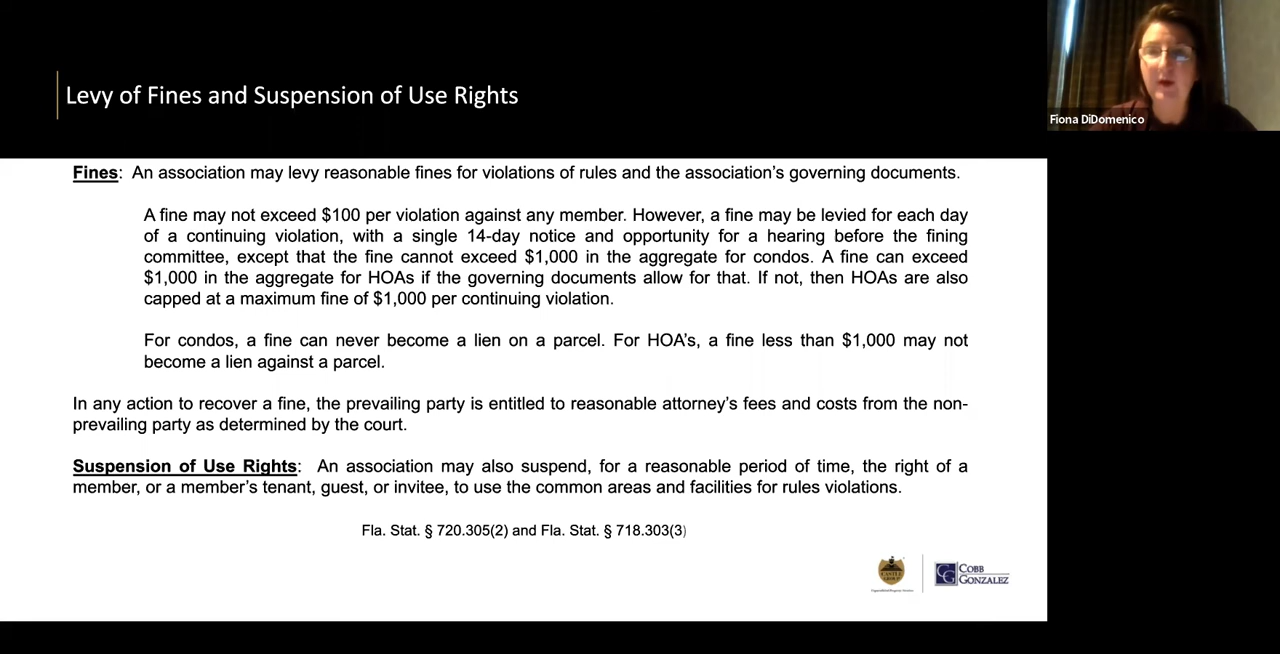 Levy of Fines and Suspension of Use Rights
Fiona DiDomenico
Fines: An association may levy reasonable fines for violations of rules and the association's governing documents.
A fine may not exceed $100 per violation against any member. However, a fine may be levied for each day
of a continuing violation, with a single 14-day notice and opportunity for a hearing before the fining
committee, except that the fine cannot exceed $1,000 in the aggregate for condos. A fine can exceed
$1,000 in the aggregate for HOAs if the governing documents allow for that. If not, then HOAs are also
capped at a maximum fine of $1,000 per continuing violation.
For condos, a fine can never become a lien on a parcel. For HOA's, a fine less than $1,000 may not
become a lien against a parcel.
In any action to recover a fine, the prevailing party is entitled to reasonable attorney's fees and costs from the non-
prevailing party as determined by the court.
Suspension of Use Rights: An association may also suspend, for a reasonable period of time, the right of a
member, or a member's tenant, guest, or invitee, to use the common areas and facilities for rules violations.
Fla. Stat. § 720.305(2) and Fla. Stat. § 718.303(3)
CASTLE
GROUP
COBB
GONZALEZ